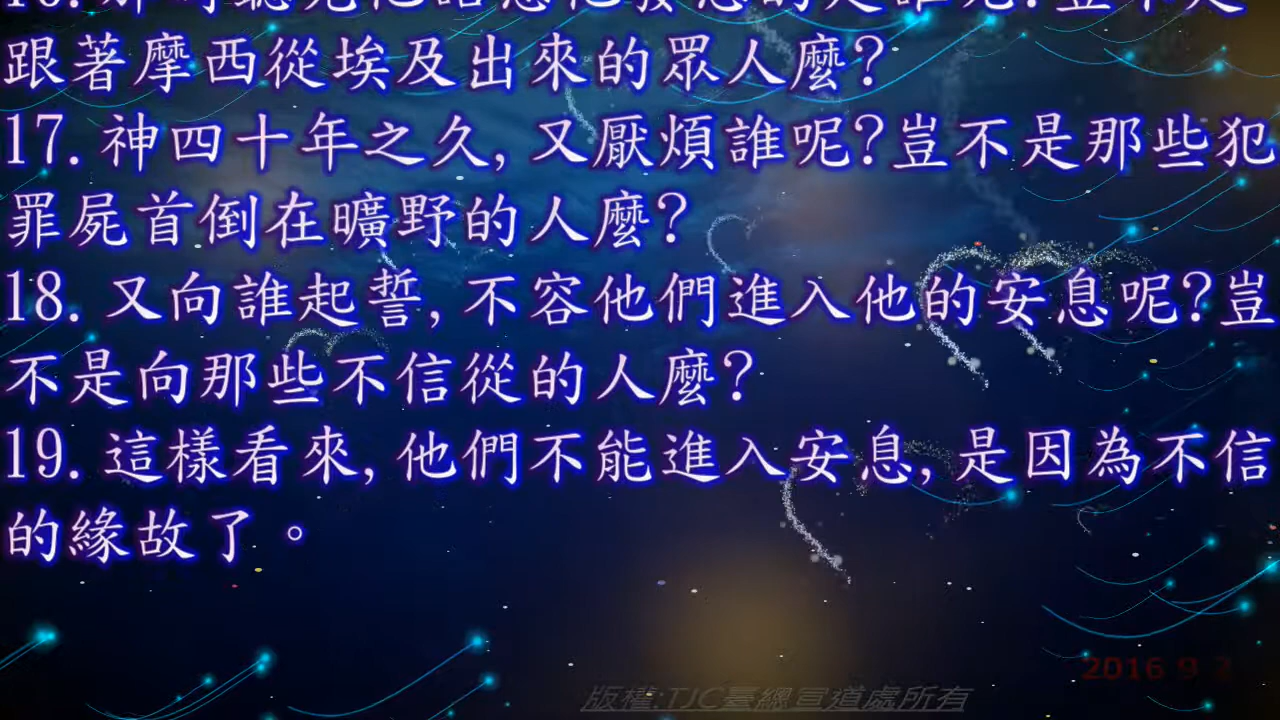 跟著摩西從埃及出來的眾人麼?
17.神四十年之久,又厭煩誰呢?豈不是那些犯
罪屍首倒在曠野的人麼?
18.又向誰起誓,不容他們進入他的安息呢?豈
不是向那些不信從的人麼?
19.這樣看來,他們不能進入安息,是因為不信
的緣故了。
版權:TJC臺總宣道處所有
2016 9 2